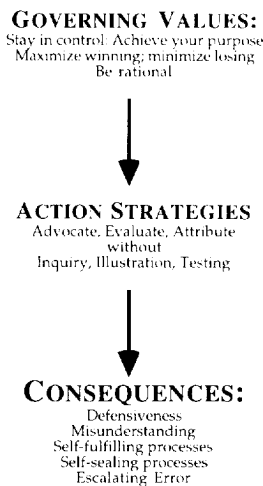 GOVERNING VALUES:
Stay in control: Achieve your purpose
Maximize winning; minimize losing
Be rational
ACTION STRATEGIES
Advocate, Evaluate, Attribute
without
Inquiry, Illustration, Testing
CONSEQUENCES:
Defensiveness
Misunderstanding
Self-fulfilling processes
Self-sealing processes
Escalating Error